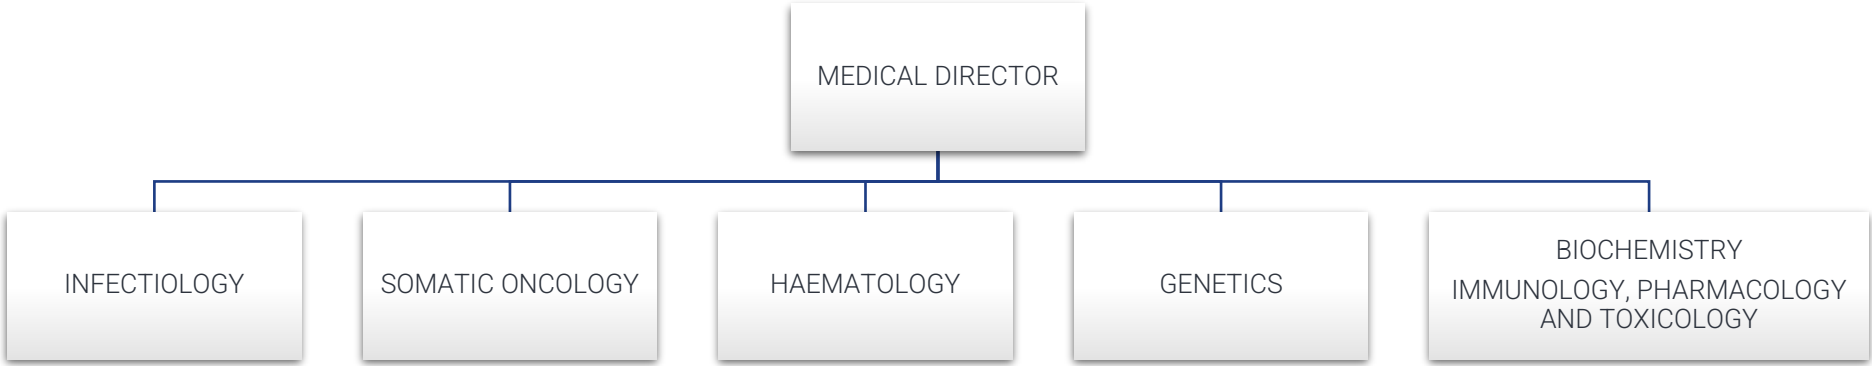 MEDICAL DIRECTOR
INFECTIOLOGY
SOMATIC ONCOLOGY
HAEMATOLOGY
GENETICS
BIOCHEMISTRY
IMMUNOLOGY, PHARMACOLOGY
AND TOXICOLOGY